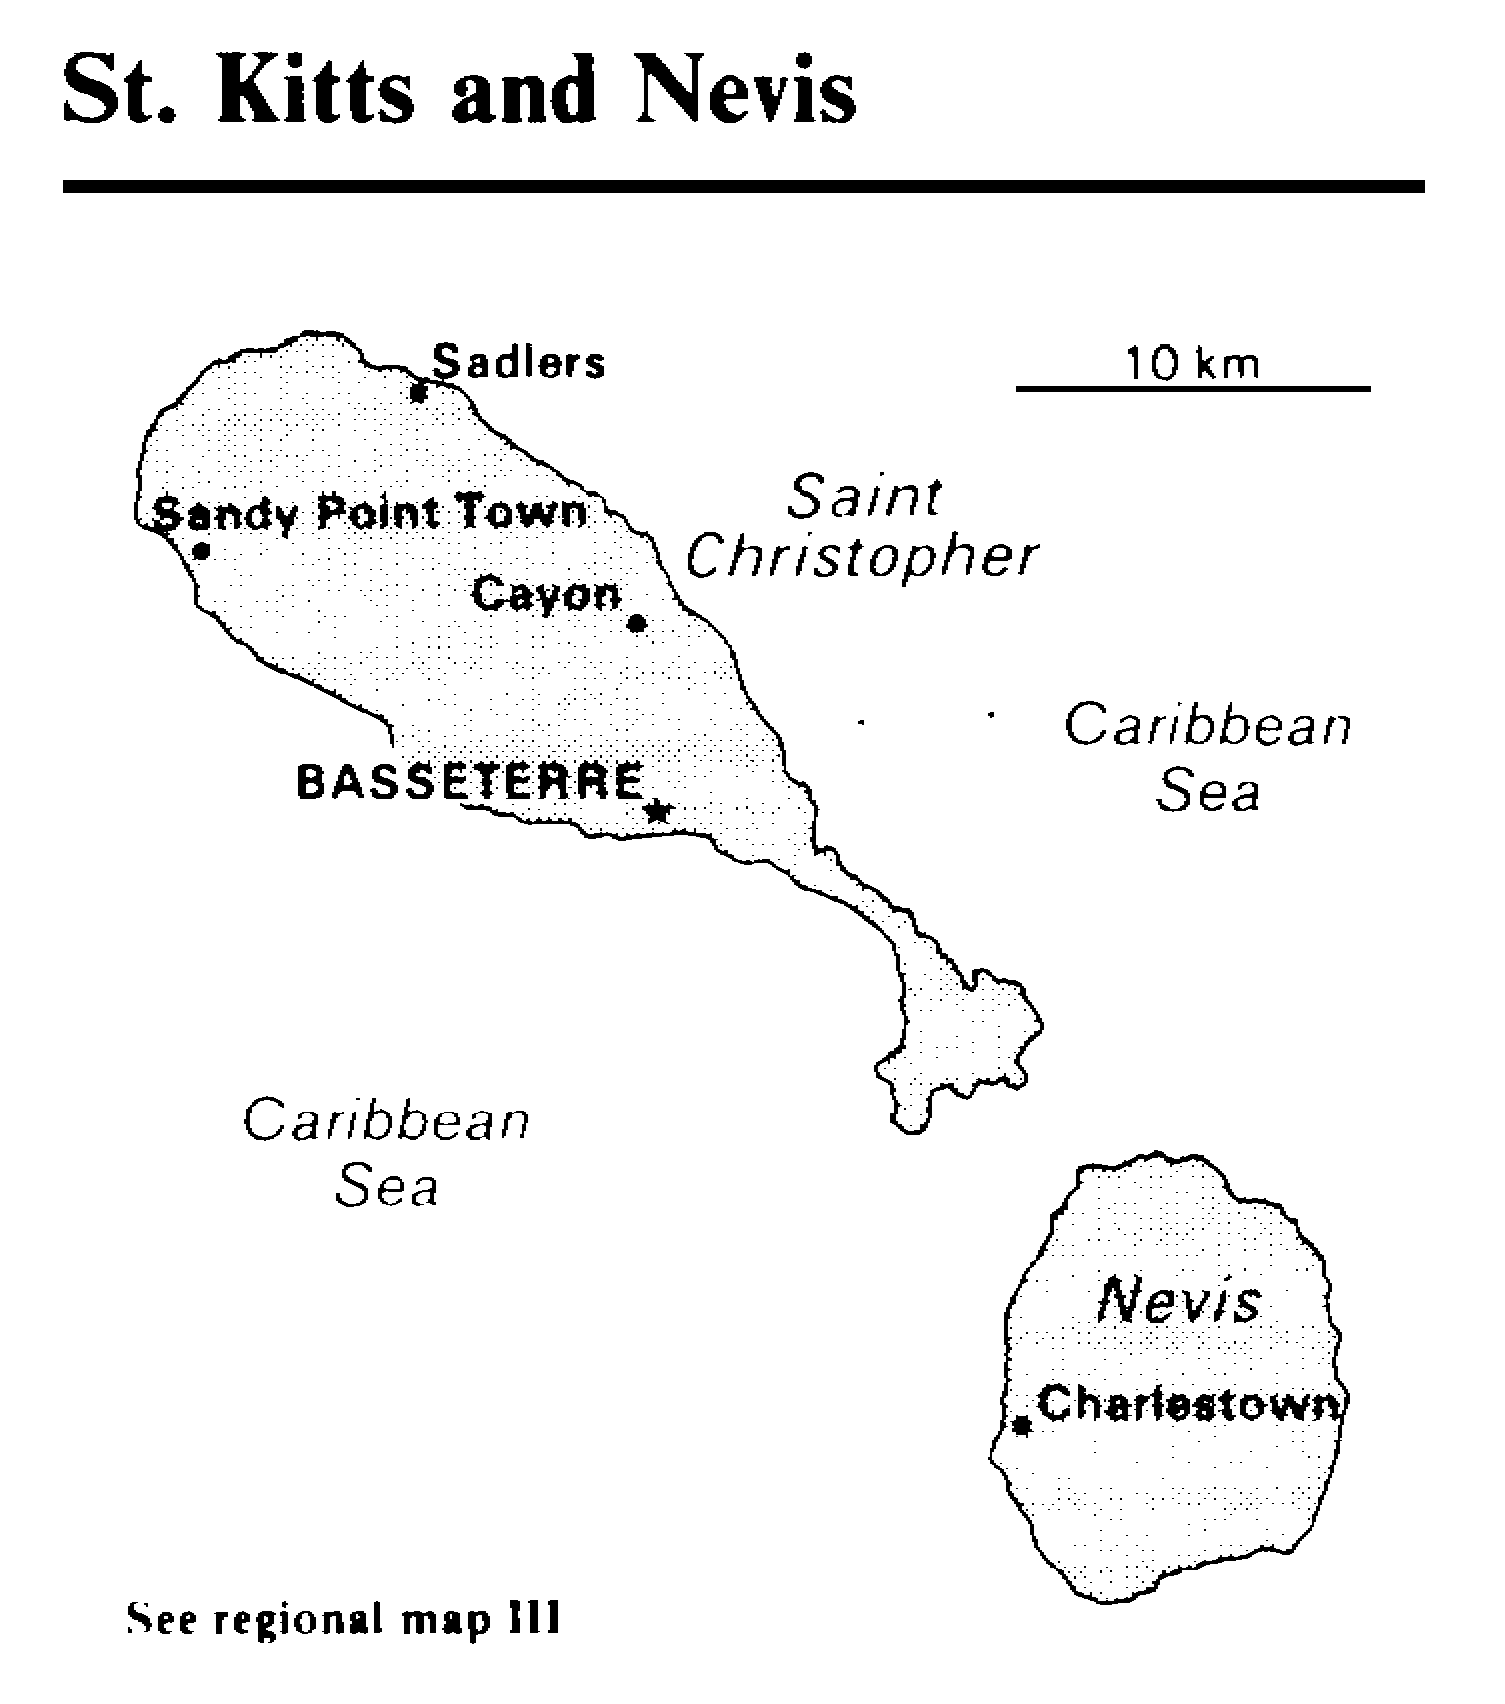 St. Kitts and Nevis
Sadlers
10 km
Saint
Christopher
Sandy Point Town
Cayon
Caribbean
Sea
BASSETERRE
Caribbean
Sea
Nevis
Charlestown
See regional map III